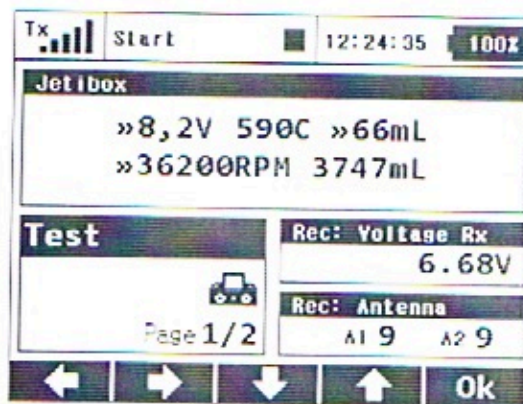 Tx Start 12:24:35 100%
Jetibox
»8,2V 590C »66mL
»36200RPM 3747mL
Test
Page 1/2
Rec: Voltage Rx
6.68V
Rec: Antenna
A1 9 A2 9
Ok